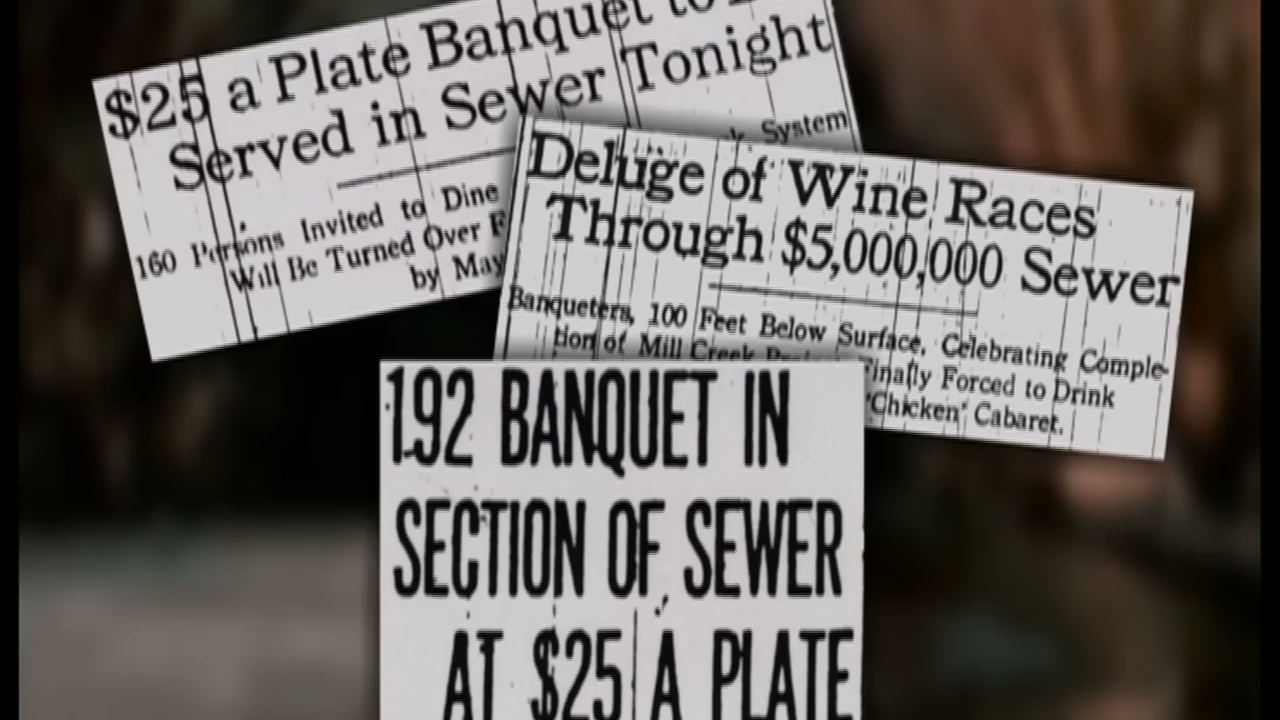 $25 a Plate Banquet to
Served in Sewer Tonight
System
160 Persons Invited to Dine
Will Be Turned Over
by May
Deluge of Wine Races
Through $5,000,000 Sewer
Banqueters, 100 Feet Below Surface, Celebrating Comple-
tion of Mill Creek Finally Forced to Drink
'Chicken' Cabaret.
192 BANQUET IN
SECTION OF SEWER
AT $25 A PLATE